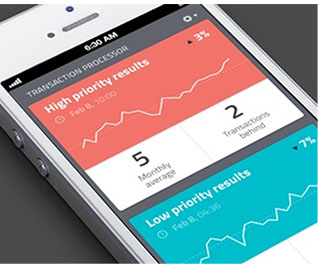 6:30 AM
TRANSACTION PROCESSOR
High priority results
3%
Feb 8, 10:00
5
Monthly
average
2
Transactions
behind
Low priority results
7%
Feb 8, 04:36